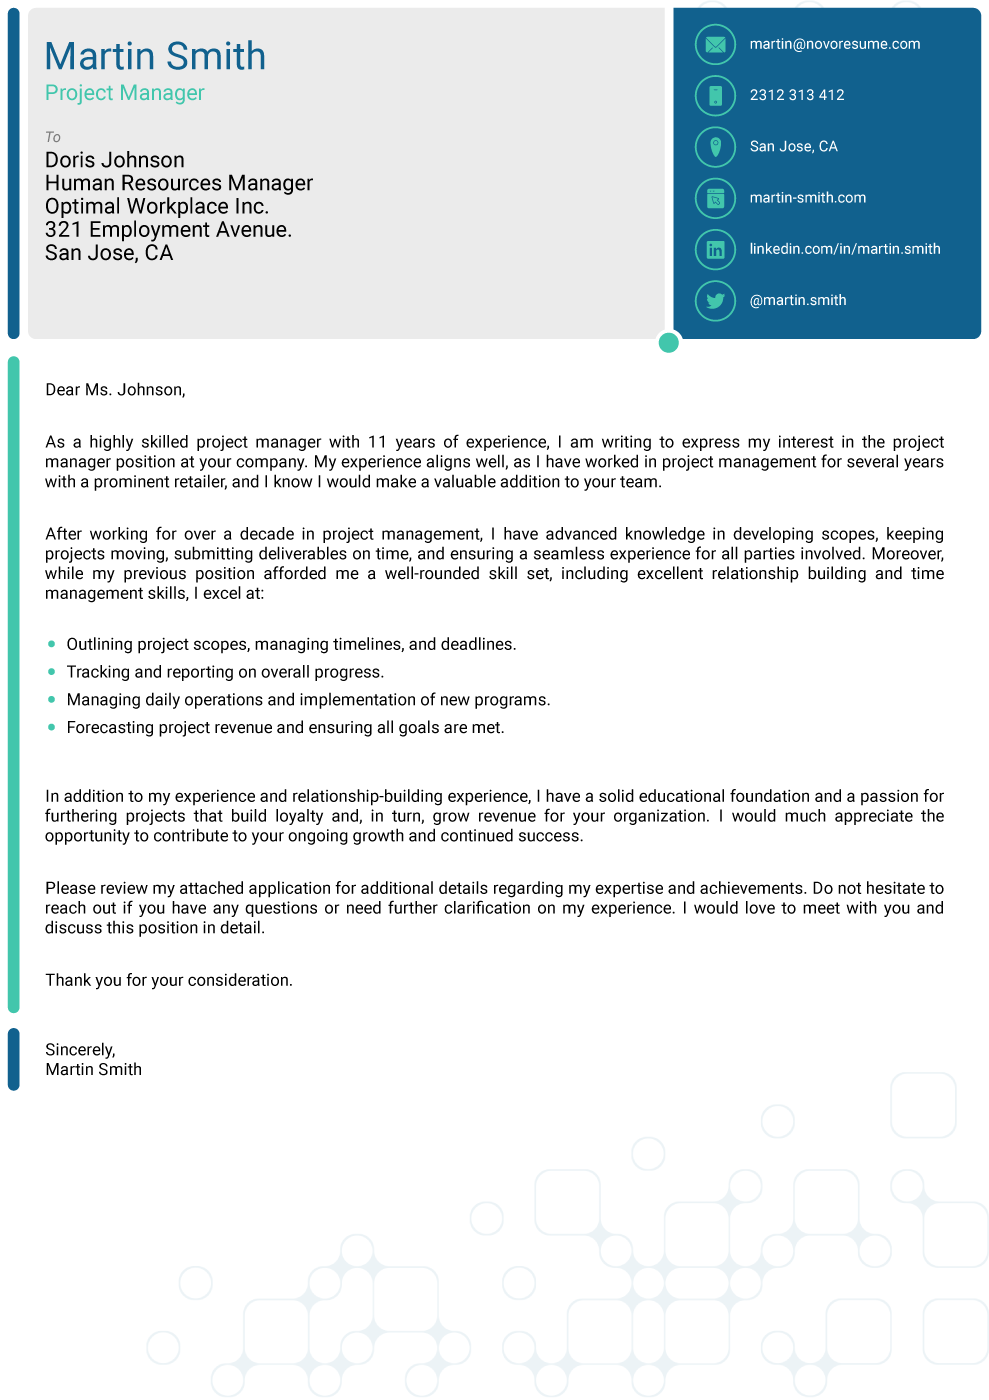 Martin Smith
Project Manager
To
Doris Johnson
Human Resources Manager
Optimal Workplace Inc.
321 Employment Avenue.
San Jose, CA
martin@novoresume.com
2312 313 412
San Jose, CA
martin-smith.com
linkedin.com/in/martin.smith
@martin.smith
Dear Ms. Johnson,
As a highly skilled project manager with 11 years of experience, I am writing to express my interest in the project
manager position at your company. My experience aligns well, as I have worked in project management for several years
with a prominent retailer, and I know I would make a valuable addition to your team.
After working for over a decade in project management, I have advanced knowledge in developing scopes, keeping
projects moving, submitting deliverables on time, and ensuring a seamless experience for all parties involved. Moreover,
while my previous position afforded me a well-rounded skill set, including excellent relationship building and time
management skills, I excel at:
• Outlining project scopes, managing timelines, and deadlines.
• Tracking and reporting on overall progress.
• Managing daily operations and implementation of new programs.
• Forecasting project revenue and ensuring all goals are met.
In addition to my experience and relationship-building experience, I have a solid educational foundation and a passion for
furthering projects that build loyalty and, in turn, grow revenue for your organization. I would much appreciate the
opportunity to contribute to your ongoing growth and continued success.
Please review my attached application for additional details regarding my expertise and achievements. Do not hesitate to
reach out if you have any questions or need further clarification on my experience. I would love to meet with you and
discuss this position in detail.
Thank you for your consideration.
Sincerely,
Martin Smith